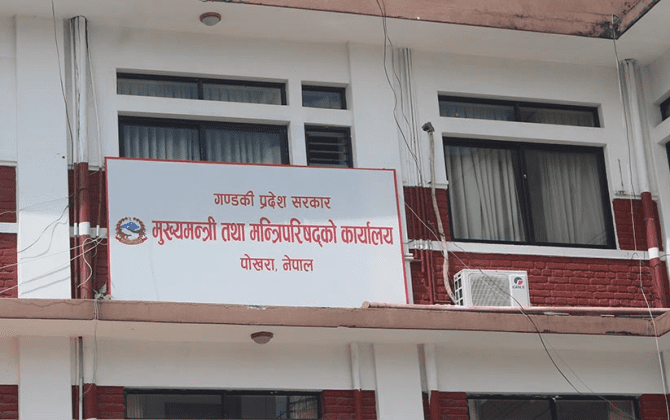 गण्डकी प्रदेश सरकार
मुख्यमन्त्री तथा मन्त्रिपरिषद्को कार्यालय
पोखरा, नेपाल